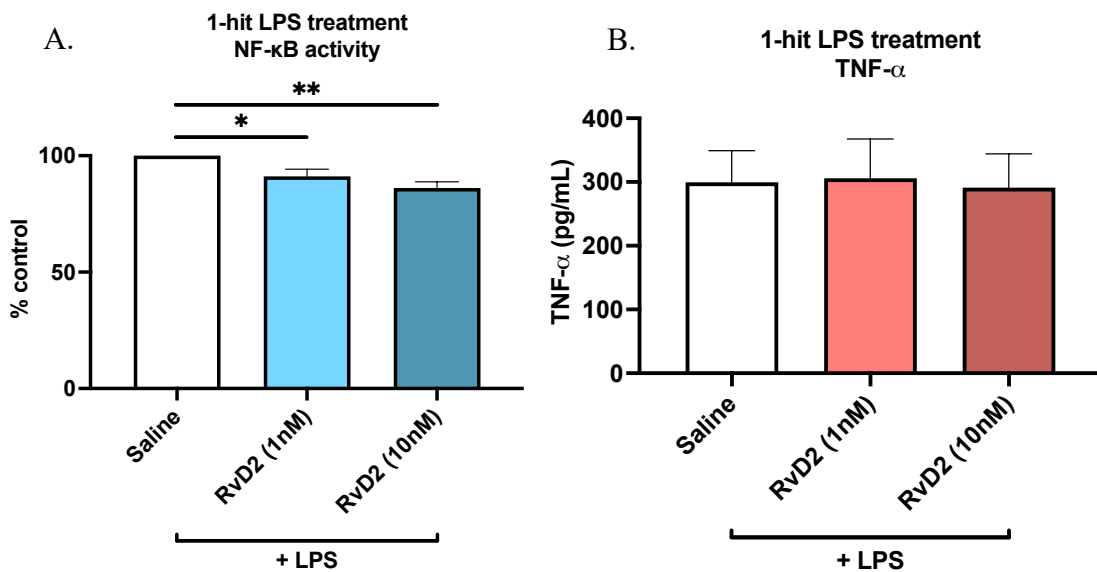 A.
1-hit LPS treatment
NF-κB activity
**
*
% control
100
50
0
Saline
RvD2 (1nM)
RvD2 (10nM)
+ LPS
B.
1-hit LPS treatment
TNF-α
TNF-α (pg/mL)
400
300
200
100
0
Saline
RvD2 (1nM)
RvD2 (10nM)
+ LPS